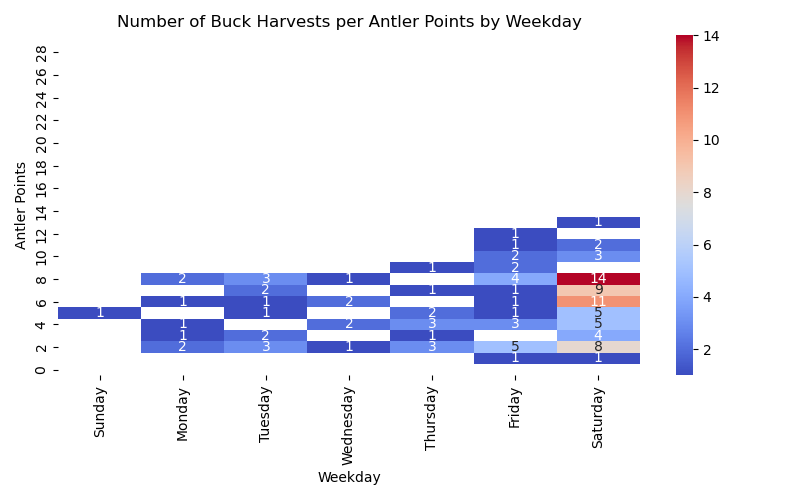 Number of Buck Harvests per Antler Points by Weekday
Antler Points
28
26
24
22
20
18
16
14
1
12 1
1 2
10 2 3
1 2
8 2 3 1 4 14
2 1 1 9
6 1 1 2 1 11
1 1 2 1 5
4 1 2 3 3 5
1 2 1 4
2 2 3 1 3 5 8
1 1
0
Sunday Monday Tuesday Wednesday Thursday Friday Saturday
Weekday
14
12
10
8
6
4
2